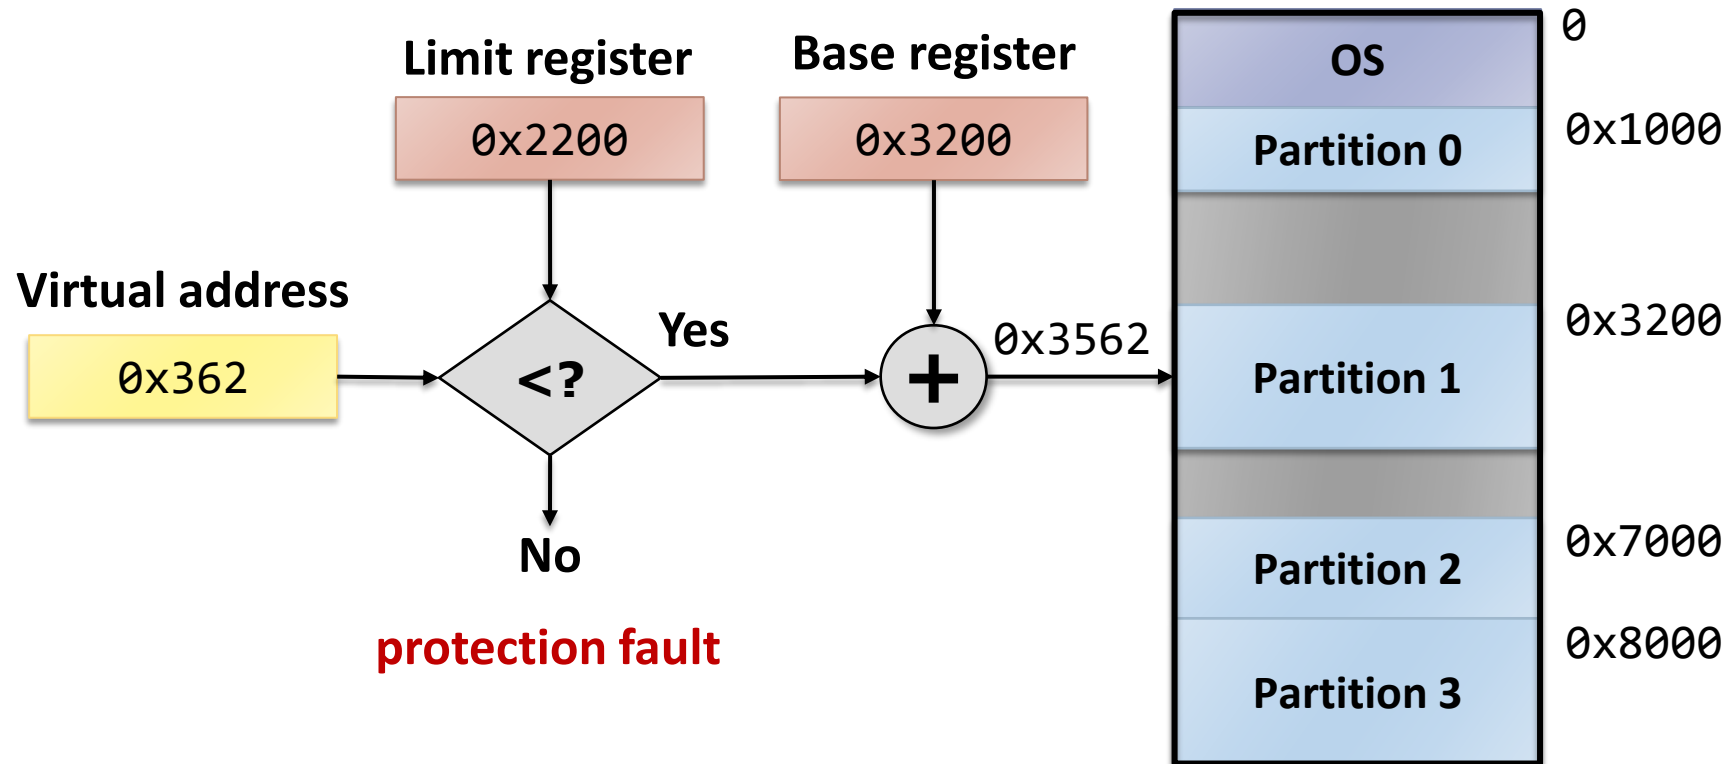 Limit register
0x2200
Base register
0x3200
Virtual address
0x362
<?
Yes
+
0x3562
No
protection fault
OS
Partition 0
Partition 1
Partition 2
Partition 3
0
0x1000
0x3200
0x7000
0x8000